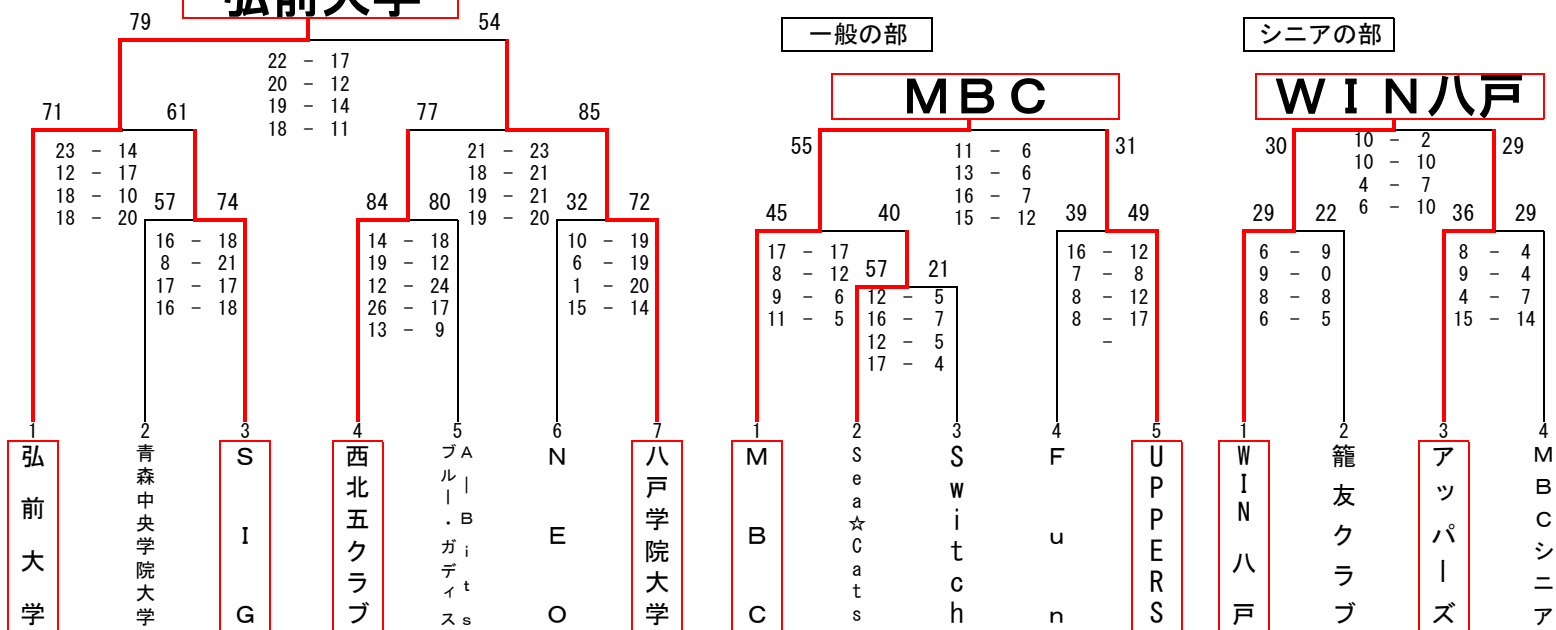 弘前大学
79 54
22 － 17
20 － 12
19 － 14
18 － 11
71 61
23 － 14
12 － 17
18 － 10
18 － 20
57 74
16 － 18
8 － 21
17 － 17
16 － 18
77 85
21 － 23
18 － 21
19 － 21
19 － 20
84 80
14 － 18
19 － 12
12 － 24
26 － 17
13 － 9
32 72
10 － 19
6 － 19
1 － 20
15 － 14
1
弘前大学
2
青森中央学院大学
3
ＳＩＧ
4
西北五クラブ
5
Ａ－Ｂｉｔｓ
ブルー・ガディス
6
ＮＥＯ
7
八戸学院大学
一般の部
ＭＢＣ
55 31
11 － 6
13 － 6
16 － 7
15 － 12
45 40
17 － 17
8 － 12
9 － 6
11 － 5
57 21
12 － 5
16 － 7
12 － 5
17 － 4
39 49
16 － 12
7 － 8
8 － 12
8 － 17
－
1
ＭＢＣ
2
Sea☆Cats
3
Switch
4
Ｆｕｎ
5
UPPERS
シニアの部
ＷＩＮ八戸
30 29
10 － 2
10 － 10
4 － 7
6 － 10
29 22
6 － 9
9 － 0
8 － 8
6 － 5
36 29
8 － 4
9 － 4
4 － 7
15 － 14
1
WIN八戸
2
籠友クラブ
3
アッパーズ
4
ＭＢＣシニア